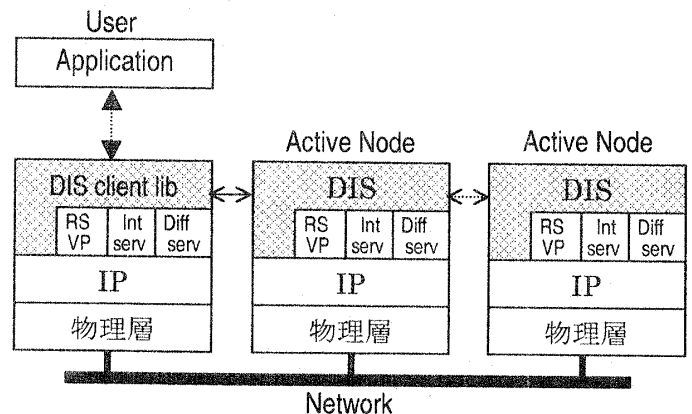 User
Application
Active Node
Active Node
DIS client lib
RS
VP
Int
serv
Diff
serv
IP
物理層
DIS
RS
VP
Int
serv
Diff
serv
IP
物理層
DIS
RS
VP
Int
serv
Diff
serv
IP
物理層
Network